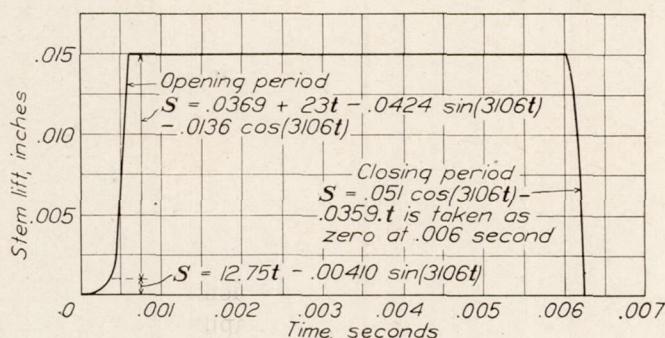 .015
Opening period
S = .0369 + 23t - .0424 sin(3106t)
- .0136 cos(3106t)
.010
Stem lift, inches
Closing period
S = .051 cos(3106t)-
.0359. t is taken as
zero at .006 second
.005
S = 12.75t - .00410 sin(3106t)
.0 .001 .002 .003 .004 .005 .006 .007
Time, seconds